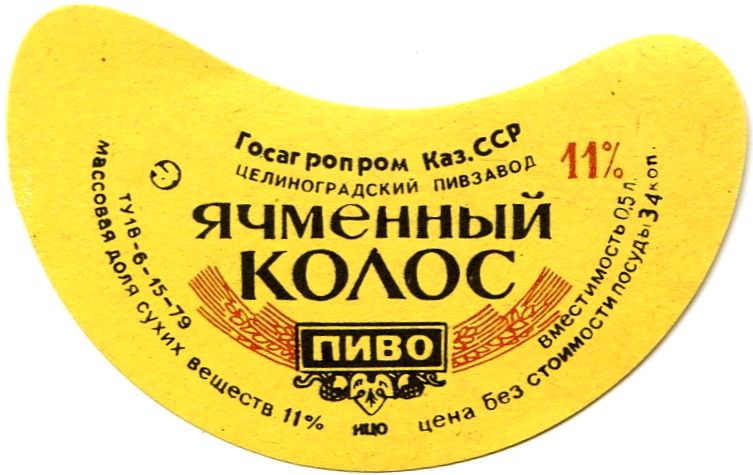 Госагропром Каз.ССР
ЦЕЛИНОГРАДСКИЙ ПИВЗАВОД
11%
ЯЧМЕННЫЙ
КОЛОС
ПИВО
ТУ18-6-15-79
массовая доля сухих веществ 11%
ИЦО
вместимость 0,5 л.
цена без стоимости посуды 34 коп.